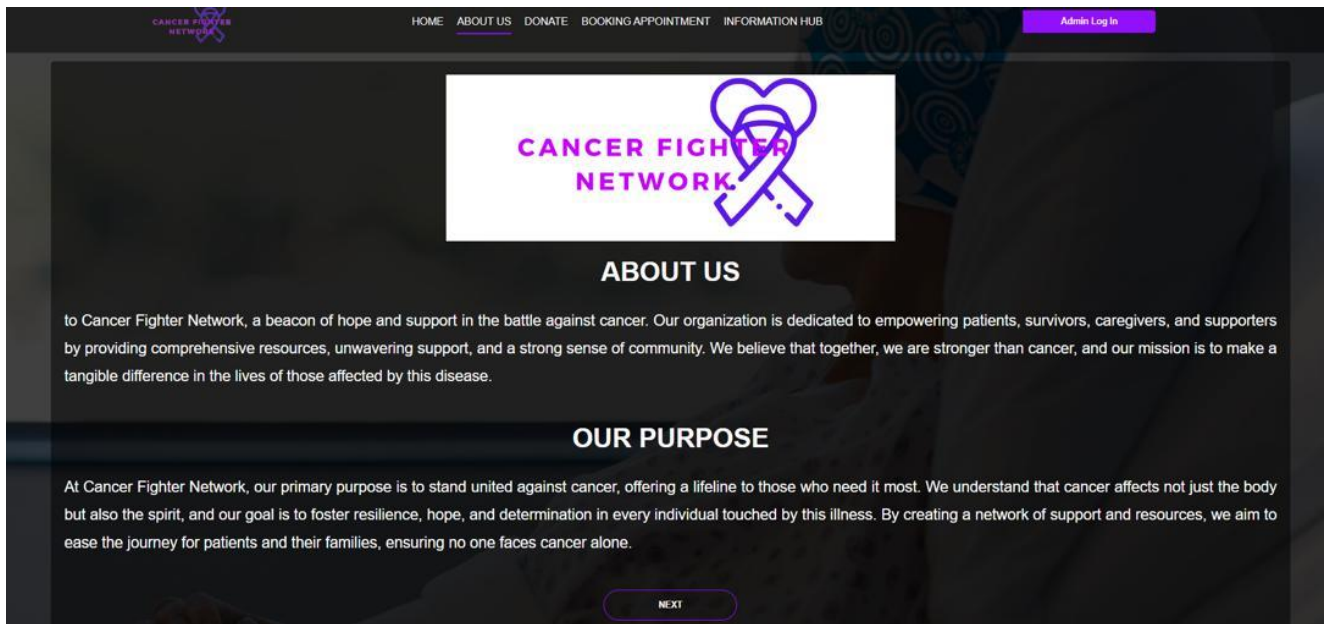 CANCER FIGHTER
NETWORK
HOME ABOUT US DONATE BOOKING APPOINTMENT INFORMATION HUB
Admin Log In
CANCER FIGHTER
NETWORK
ABOUT US
to Cancer Fighter Network, a beacon of hope and support in the battle against cancer. Our organization is dedicated to empowering patients, survivors, caregivers, and supporters
by providing comprehensive resources, unwavering support, and a strong sense of community. We believe that together, we are stronger than cancer, and our mission is to make a
tangible difference in the lives of those affected by this disease.
OUR PURPOSE
At Cancer Fighter Network, our primary purpose is to stand united against cancer, offering a lifeline to those who need it most. We understand that cancer affects not just the body
but also the spirit, and our goal is to foster resilience, hope, and determination in every individual touched by this illness. By creating a network of support and resources, we aim to
ease the journey for patients and their families, ensuring no one faces cancer alone.
NEXT